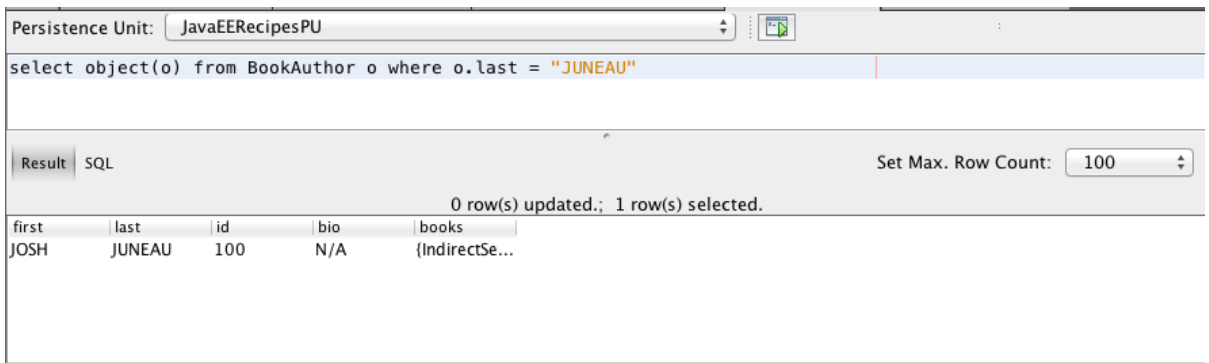 Persistence Unit: JavaEERecipesPU
select object(o) from BookAuthor o where o.last = "JUNEAU"
Result SQL Set Max. Row Count: 100
0 row(s) updated.; 1 row(s) selected.
first last id bio books
JOSH JUNEAU 100 N/A {IndirectSe...